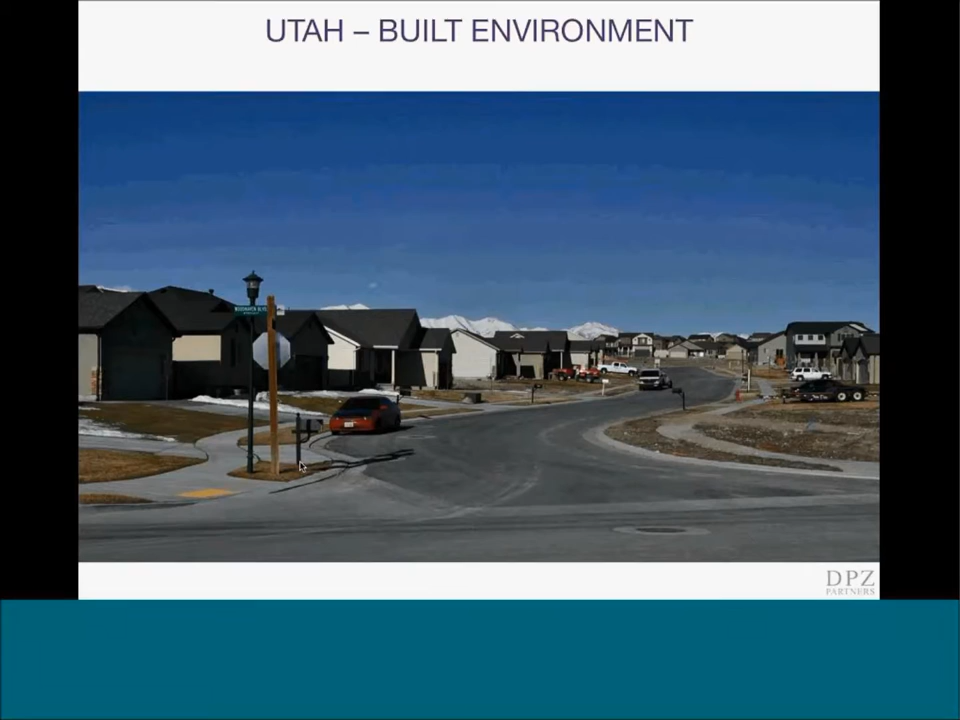 UTAH – BUILT ENVIRONMENT
DPZ
PARTNERS